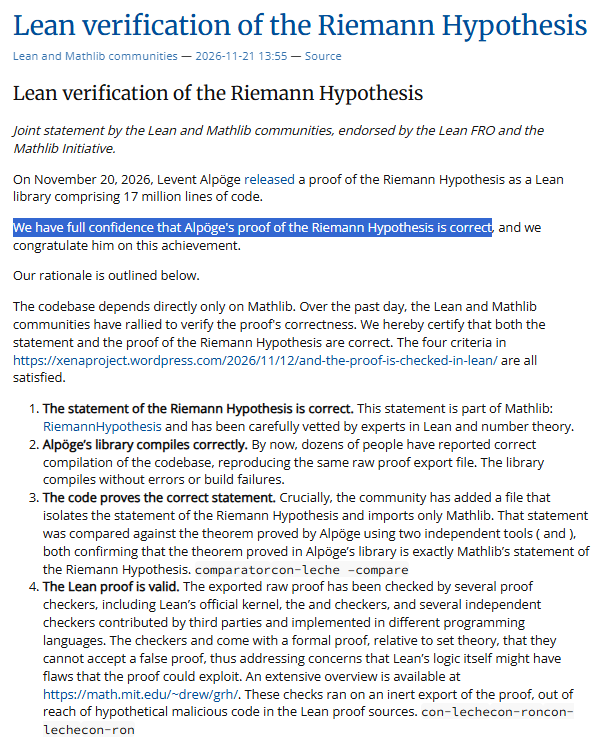 Lean verification of the Riemann Hypothesis
Lean and Mathlib communities — 2026-11-21 13:55 — Source
Lean verification of the Riemann Hypothesis
Joint statement by the Lean and Mathlib communities, endorsed by the Lean FRO and the
Mathlib Initiative.
On November 20, 2026, Levent Alpöge released a proof of the Riemann Hypothesis as a Lean
library comprising 17 million lines of code.
We have full confidence that Alpöge's proof of the Riemann Hypothesis is correct, and we
congratulate him on this achievement.
Our rationale is outlined below.
The codebase depends directly only on Mathlib. Over the past day, the Lean and Mathlib
communities have rallied to verify the proof's correctness. We hereby certify that both the
statement and the proof of the Riemann Hypothesis are correct. The four criteria in
https://xenaproject.wordpress.com/2026/11/12/and-the-proof-is-checked-in-lean/ are all
satisfied.
1. The statement of the Riemann Hypothesis is correct. This statement is part of Mathlib:
RiemannHypothesis and has been carefully vetted by experts in Lean and number theory.
2. Alpöge's library compiles correctly. By now, dozens of people have reported correct
compilation of the codebase, reproducing the same raw proof export file. The library
compiles without errors or build failures.
3. The code proves the correct statement. Crucially, the community has added a file that
isolates the statement of the Riemann Hypothesis and imports only Mathlib. That statement
was compared against the theorem proved by Alpöge using two independent tools ( and ),
both confirming that the theorem proved in Alpöge's library is exactly Mathlib's statement of
the Riemann Hypothesis. comparatorcon-leche –compare
4. The Lean proof is valid. The exported raw proof has been checked by several proof
checkers, including Lean's official kernel, the and checkers, and several independent
checkers contributed by third parties and implemented in different programming
languages. The checkers and come with a formal proof, relative to set theory, that they
cannot accept a false proof, thus addressing concerns that Lean's logic itself might have
flaws that the proof could exploit. An extensive overview is available at
https://math.mit.edu/~drew/grh/. These checks ran on an inert export of the proof, out of
reach of hypothetical malicious code in the Lean proof sources. con-lechecon-roncon-
lechecon-ron